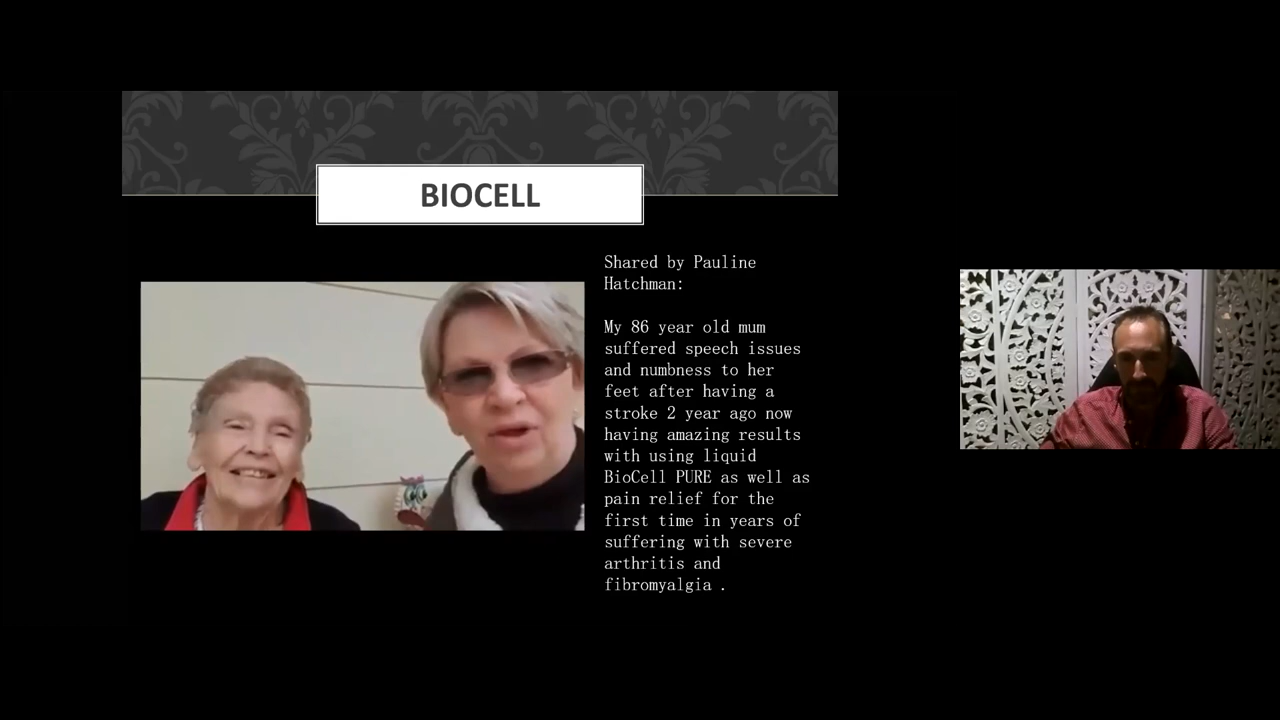 BIOCELL
Shared by Pauline
Hatchman:
My 86 year old mum
suffered speech issues
and numbness to her
feet after having a
stroke 2 year ago now
having amazing results
with using liquid
BioCell PURE as well as
pain relief for the
first time in years of
suffering with severe
arthritis and
fibromyalgia .